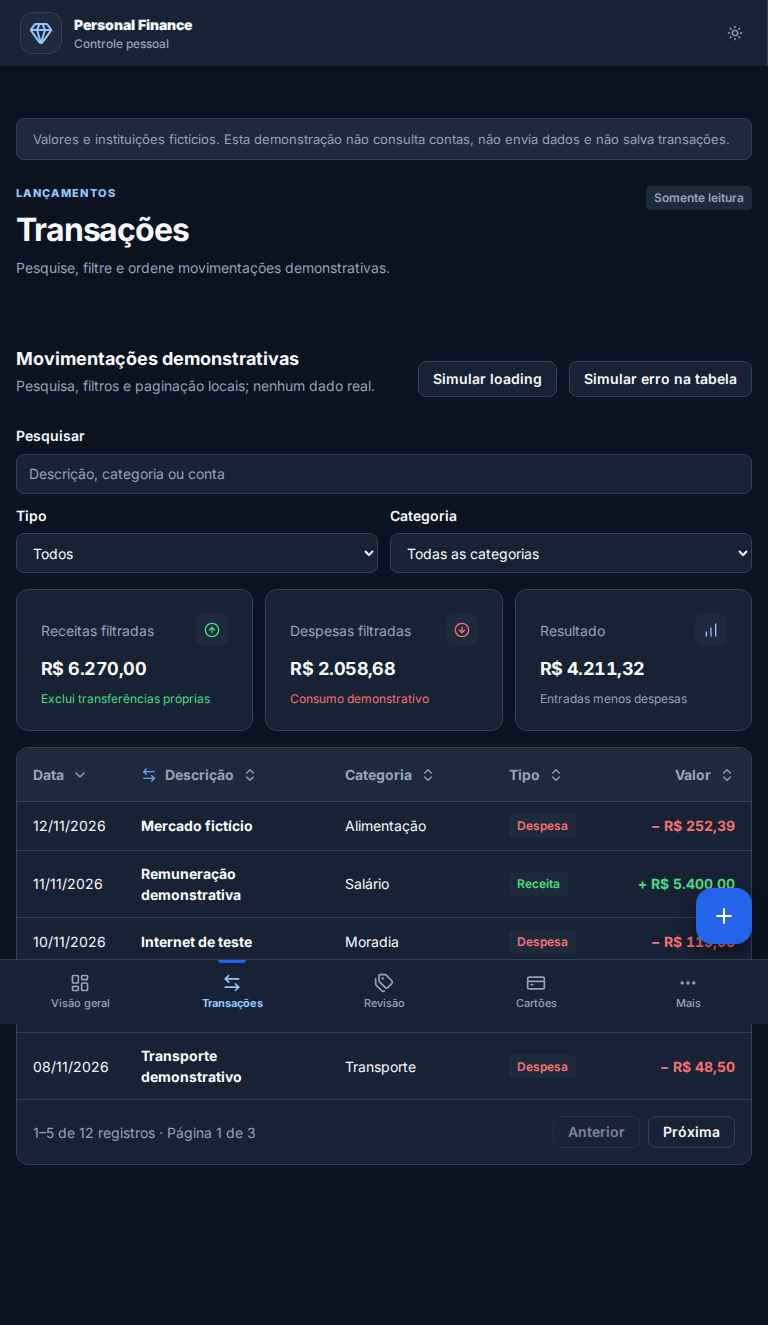 Personal Finance
Controle pessoal
Valores e instituições fictícios. Esta demonstração não consulta contas, não envia dados e não salva transações.
LANÇAMENTOS
Somente leitura
Transações
Pesquise, filtre e ordene movimentações demonstrativas.
Movimentações demonstrativas
Pesquisa, filtros e paginação locais; nenhum dado real.
Simular loading
Simular erro na tabela
Pesquisar
Descrição, categoria ou conta
Tipo
Categoria
Todos
Todas as categorias
Receitas filtradas
R$ 6.270,00
Exclui transferências próprias
Despesas filtradas
R$ 2.058,68
Consumo demonstrativo
Resultado
R$ 4.211,32
Entradas menos despesas
Data Descrição Categoria Tipo Valor
12/11/2026 Mercado fictício Alimentação Despesa − R$ 252,39
11/11/2026 Remuneração demonstrativa Salário Receita + R$ 5.400,00
10/11/2026 Internet de teste Moradia Despesa − R$
Visão geral
Transações
Revisão
Cartões
Mais
08/11/2026 Transporte demonstrativo Transporte Despesa − R$ 48,50
1–5 de 12 registros · Página 1 de 3
Anterior
Próxima